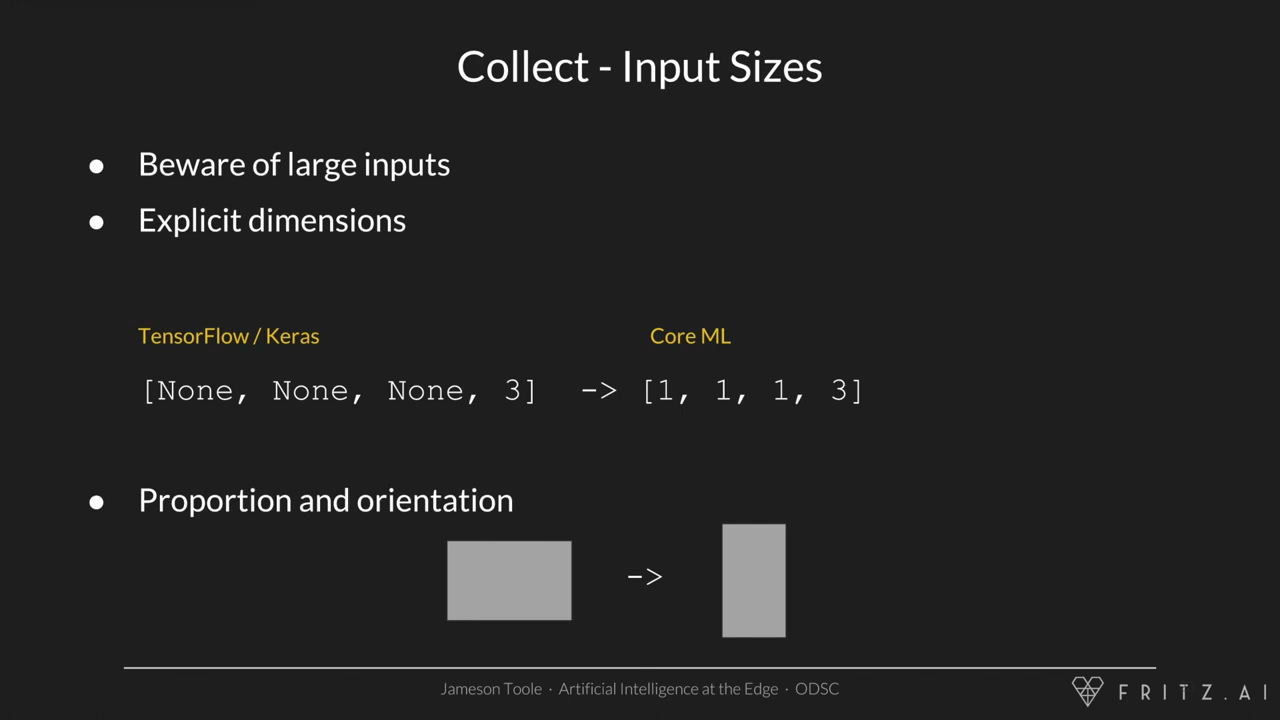 Collect - Input Sizes
● Beware of large inputs
● Explicit dimensions
TensorFlow / Keras Core ML
[None, None, None, 3] -> [1, 1, 1, 3]
● Proportion and orientation
->
Jameson Toole · Artificial Intelligence at the Edge · ODSC
FRITZ.AI